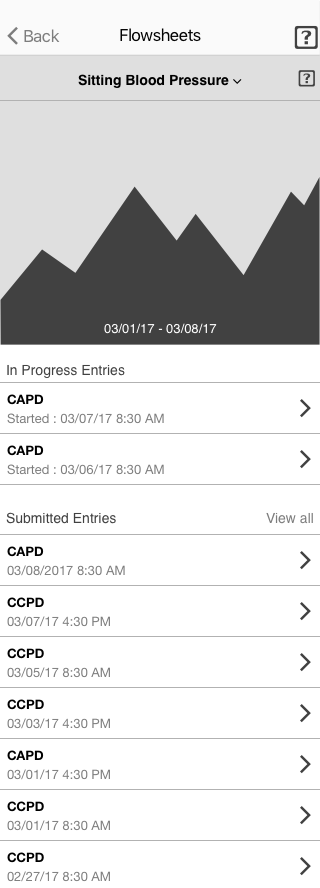 Back
Flowsheets
?
Sitting Blood Pressure
?
03/01/17 - 03/08/17
In Progress Entries
CAPD
Started : 03/07/17 8:30 AM
CAPD
Started : 03/06/17 8:30 AM
Submitted Entries
View all
CAPD
03/08/2017 8:30 AM
CCPD
03/07/17 4:30 PM
CCPD
03/05/17 8:30 AM
CCPD
03/03/17 4:30 PM
CAPD
03/01/17 4:30 PM
CCPD
03/01/17 8:30 AM
CCPD
02/27/17 8:30 AM